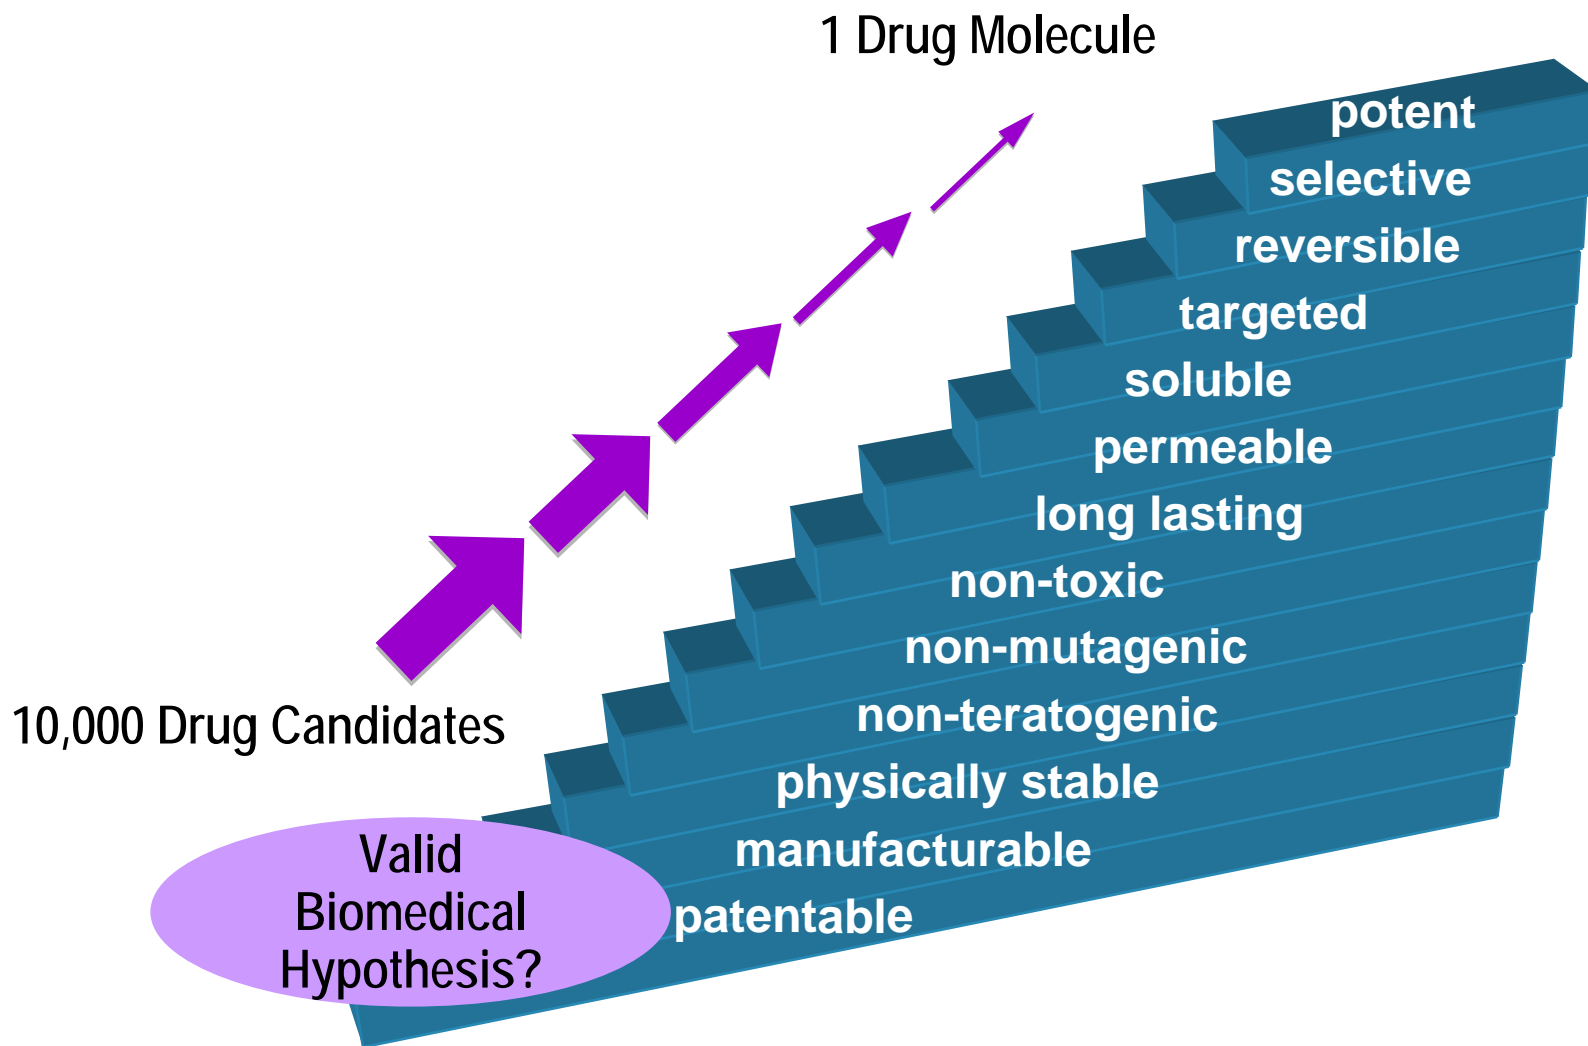 1 Drug Molecule
potent
selective
reversible
targeted
soluble
permeable
long lasting
non-toxic
non-mutagenic
non-teratogenic
physically stable
manufacturable
patentable
10,000 Drug Candidates
Valid
Biomedical
Hypothesis?